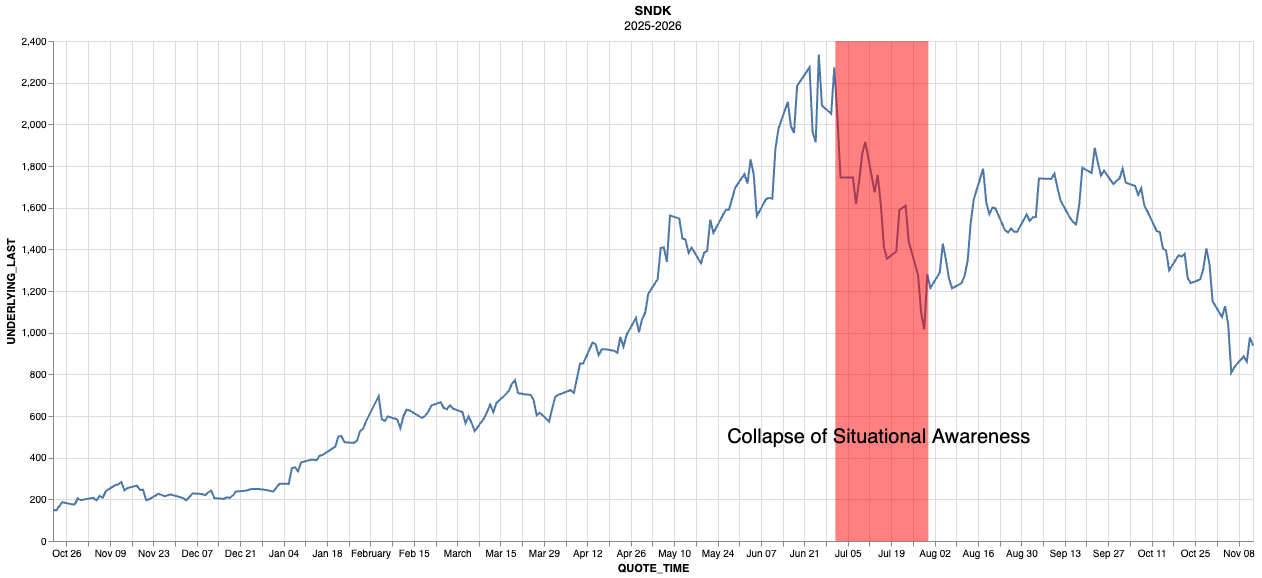 SNDK
2025-2026
2,400
2,200
2,000
1,800
1,600
1,400
1,200
1,000
800
600
400
200
0
UNDERLYING_LAST
Collapse of Situational Awareness
Oct 26 Nov 09 Nov 23 Dec 07 Dec 21 Jan 04 Jan 18 February Feb 15 March Mar 15 Mar 29 Apr 12 Apr 26 May 10 May 24 Jun 07 Jun 21 Jul 05 Jul 19 Aug 02 Aug 16 Aug 30 Sep 13 Sep 27 Oct 11 Oct 25 Nov 08
QUOTE_TIME